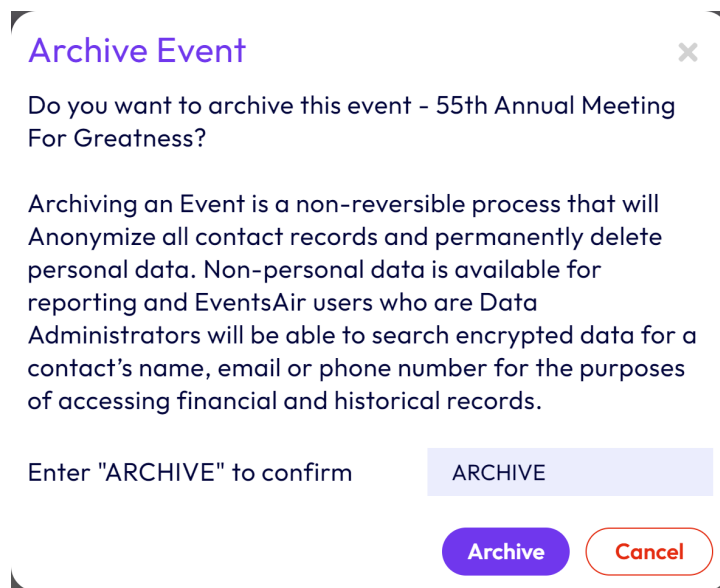 Archive Event
Do you want to archive this event - 55th Annual Meeting
For Greatness?
Archiving an Event is a non-reversible process that will
Anonymize all contact records and permanently delete
personal data. Non-personal data is available for
reporting and EventsAir users who are Data
Administrators will be able to search encrypted data for a
contact’s name, email or phone number for the purposes
of accessing financial and historical records.
Enter "ARCHIVE" to confirm ARCHIVE
Archive Cancel